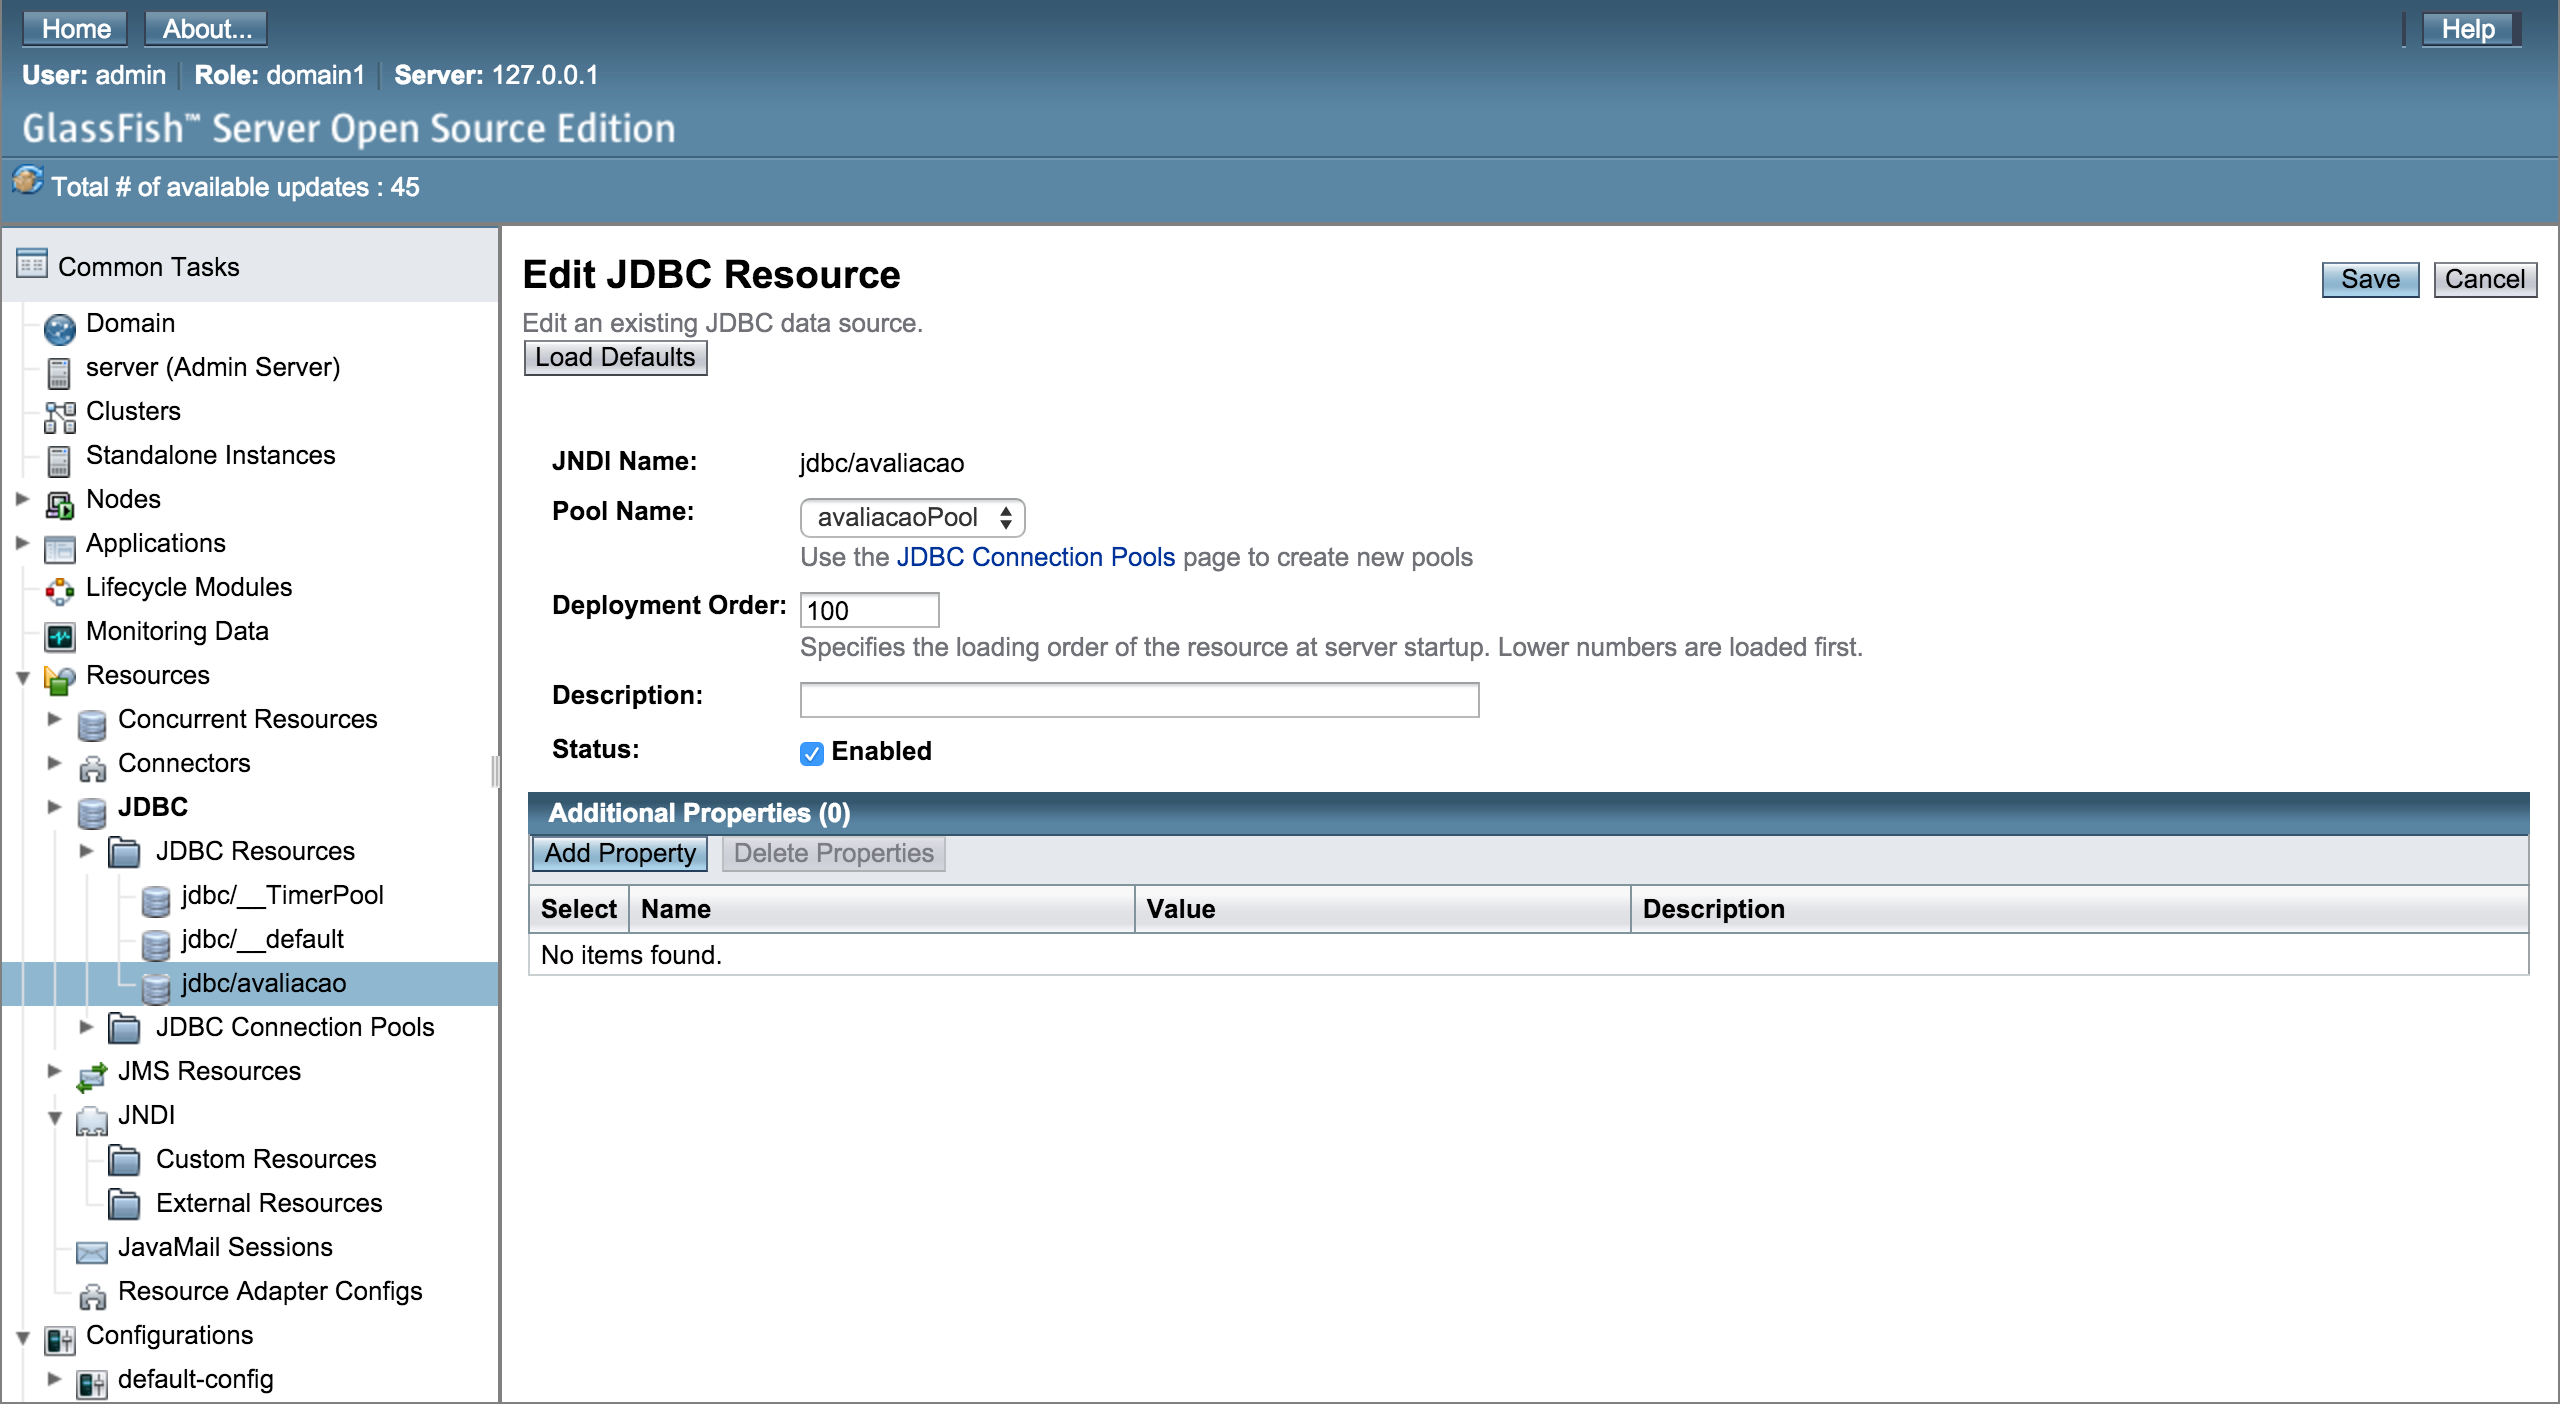 Home About... Help
User: admin Role: domain1 Server: 127.0.0.1
GlassFish™ Server Open Source Edition
Total # of available updates : 45
Common Tasks
Domain
server (Admin Server)
Clusters
Standalone Instances
Nodes
Applications
Lifecycle Modules
Monitoring Data
Resources
Concurrent Resources
Connectors
JDBC
JDBC Resources
jdbc/__TimerPool
jdbc/__default
jdbc/avaliacao
JDBC Connection Pools
JMS Resources
JNDI
Custom Resources
External Resources
JavaMail Sessions
Resource Adapter Configs
Configurations
default-config
Edit JDBC Resource
Save Cancel
Edit an existing JDBC data source.
Load Defaults
JNDI Name: jdbc/avaliacao
Pool Name: avaliacaoPool
Use the JDBC Connection Pools page to create new pools
Deployment Order: 100
Specifies the loading order of the resource at server startup. Lower numbers are loaded first.
Description:
Status: Enabled
Additional Properties (0)
Add Property Delete Properties
Select Name Value Description
No items found.